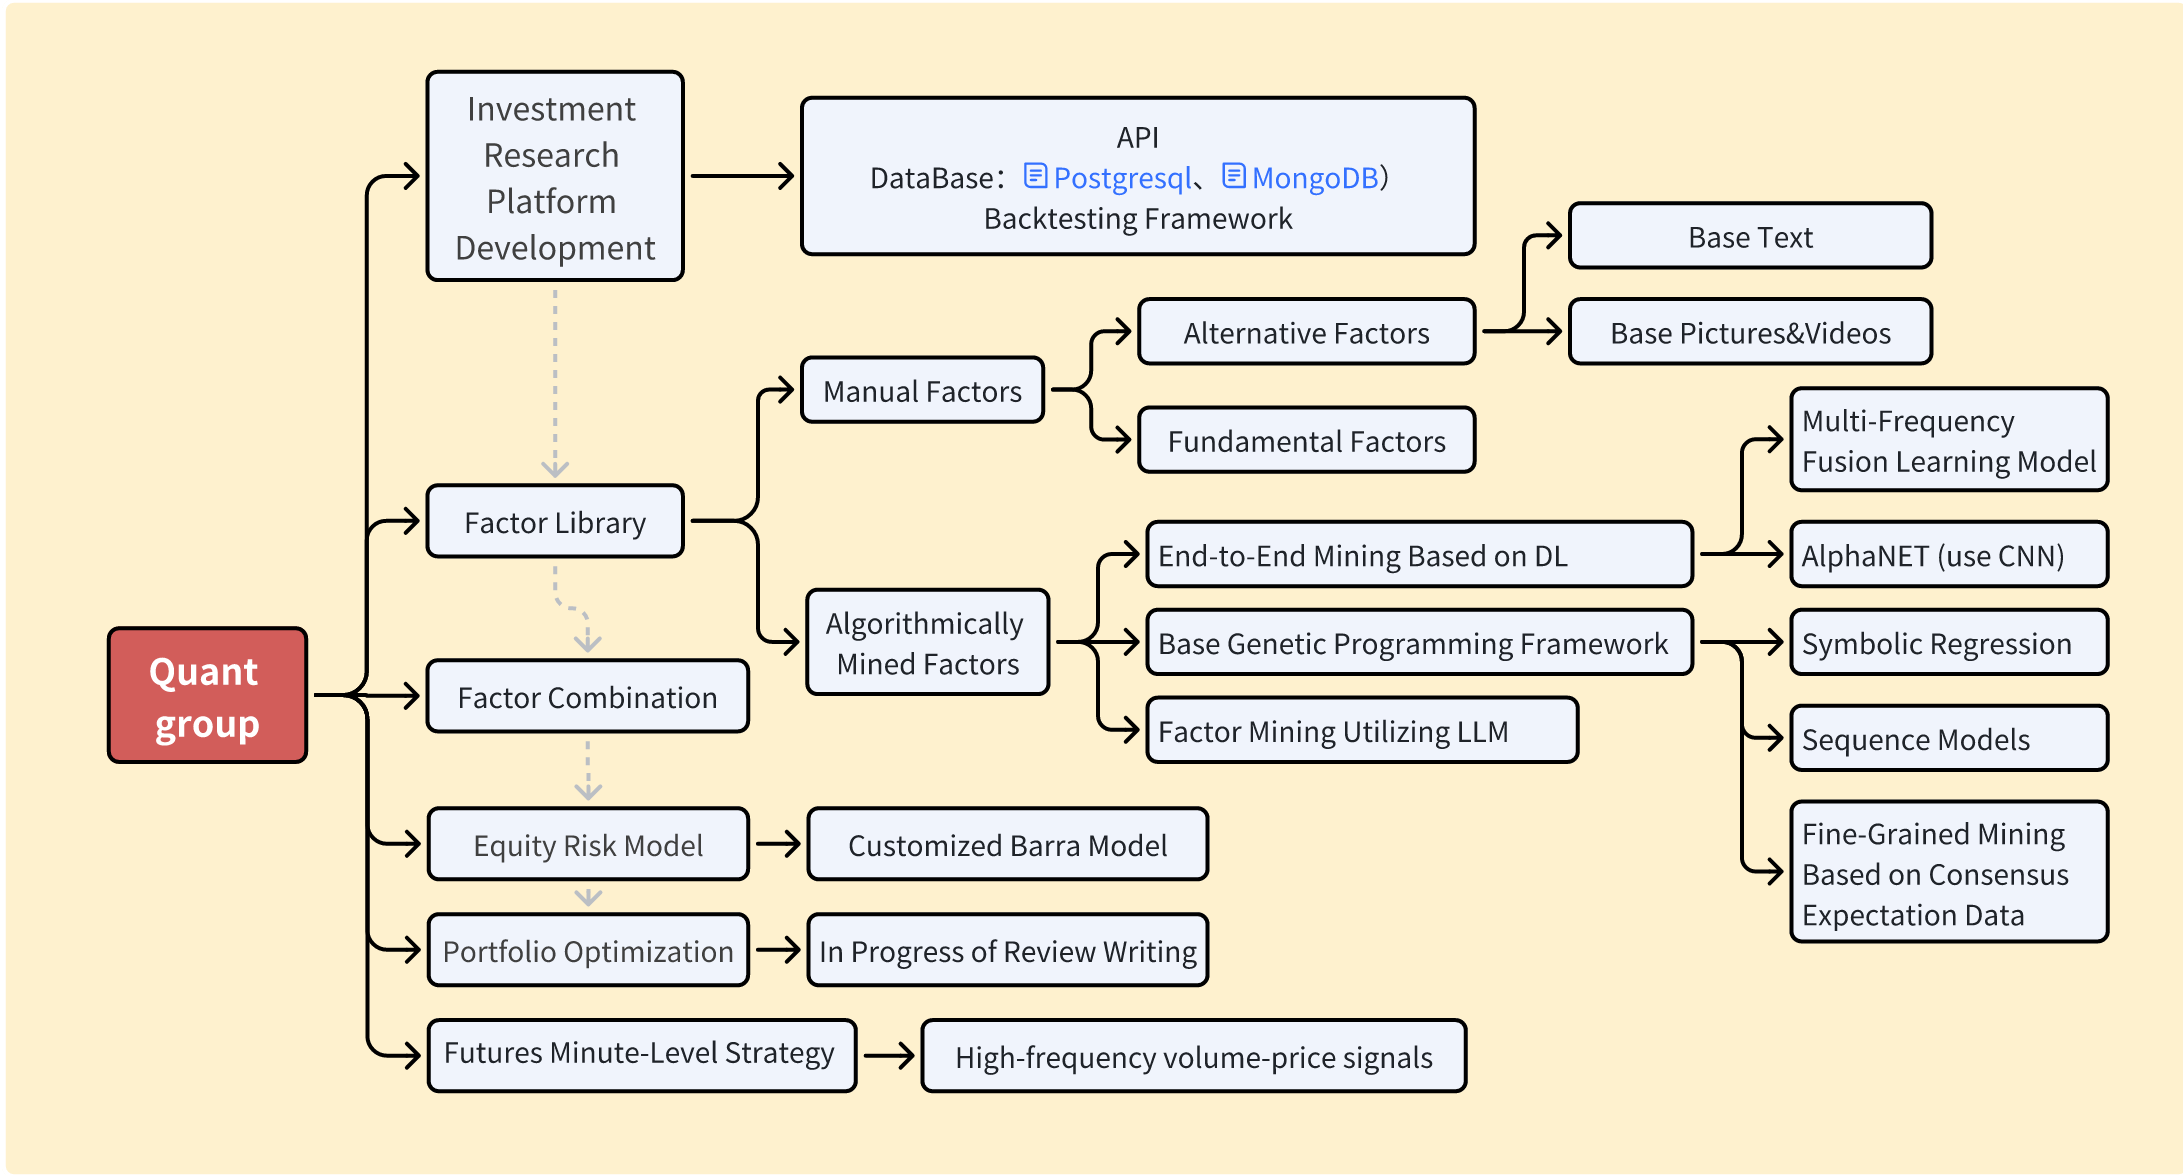 Investment
Research
Platform
Development
API
DataBase：Postgresql、MongoDB）
Backtesting Framework
Base Text
Base Pictures&Videos
Alternative Factors
Manual Factors
Fundamental Factors
Multi-Frequency
Fusion Learning Model
Factor Library
End-to-End Mining Based on DL
AlphaNET (use CNN)
Algorithmically
Mined Factors
Base Genetic Programming Framework
Symbolic Regression
Quant
group
Factor Combination
Factor Mining Utilizing LLM
Sequence Models
Equity Risk Model
Customized Barra Model
Fine-Grained Mining
Based on Consensus
Expectation Data
Portfolio Optimization
In Progress of Review Writing
Futures Minute-Level Strategy
High-frequency volume-price signals